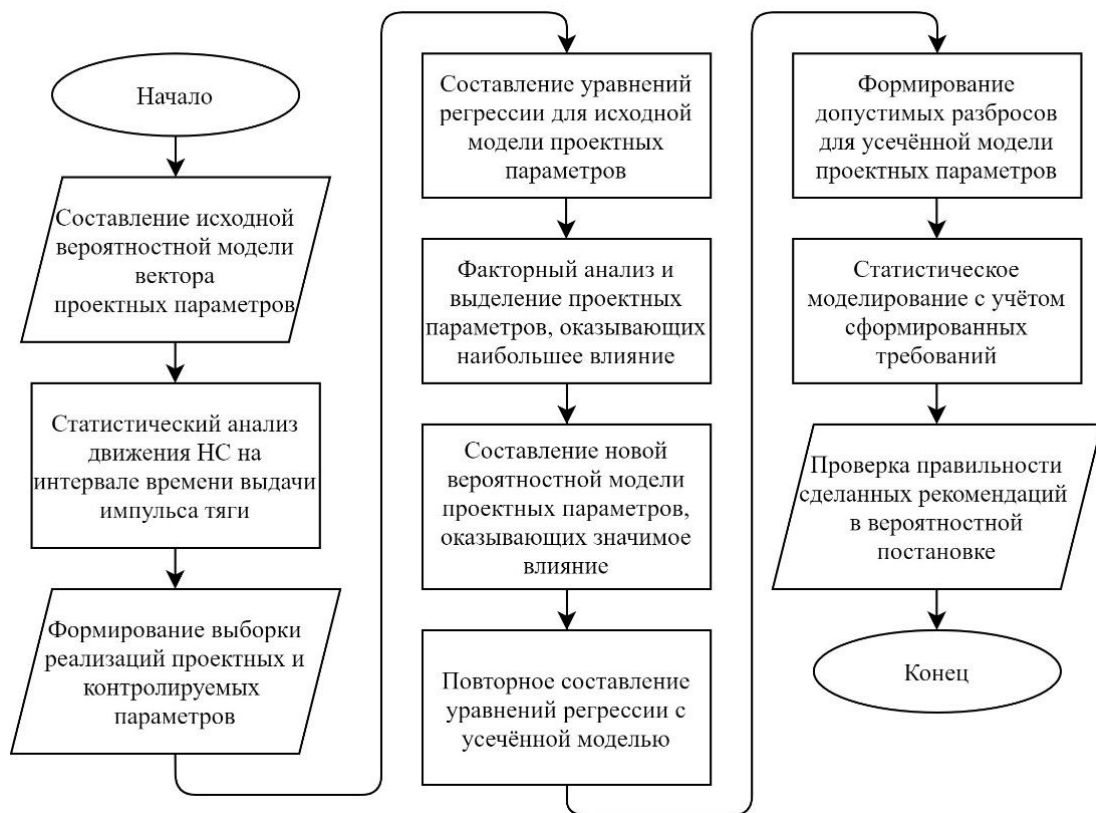 Начало
Составление исходной
вероятностной модели
вектора
проектных параметров
Статистический анализ
движения НС на
интервале времени выдачи
импульса тяги
Формирование выборки
реализаций проектных и
контролируемых
параметров
Составление уравнений
регрессии для исходной
модели проектных
параметров
Факторный анализ и
выделение проектных
параметров, оказывающих
наибольшее влияние
Составление новой
вероятностной модели
проектных параметров,
оказывающих значимое
влияние
Повторное составление
уравнений регрессии с
усечённой моделью
Формирование
допустимых разбросов
для усечённой модели
проектных параметров
Статистическое
моделирование с учётом
сформированных
требований
Проверка правильности
сделанных рекомендаций
в вероятностной
постановке
Конец